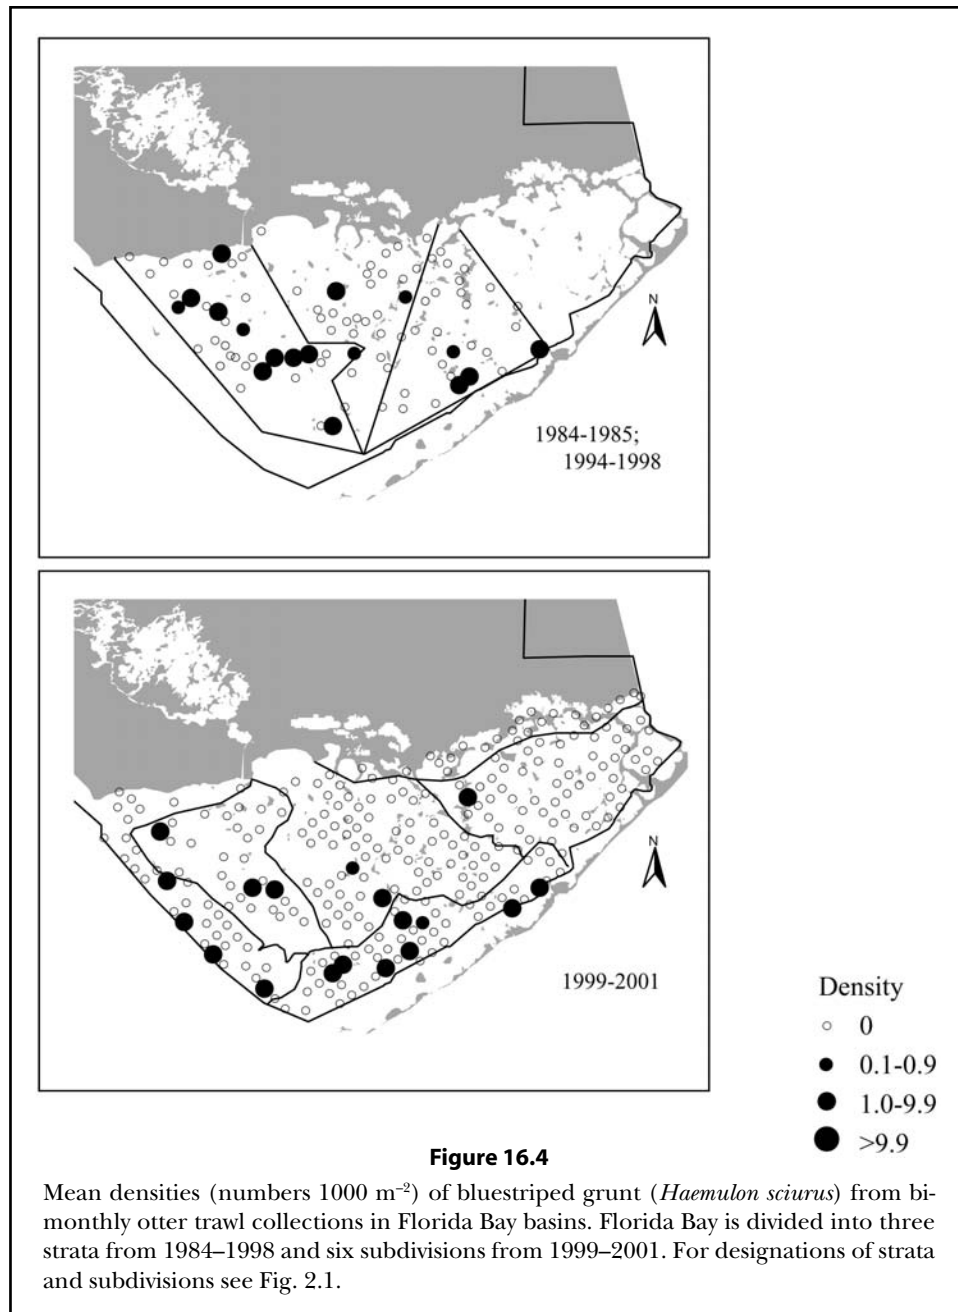 N
1984-1985;
1994-1998
N
1999-2001
Density
0
0.1-0.9
1.0-9.9
>9.9
Figure 16.4
Mean densities (numbers 1000 m⁻²) of bluestriped grunt (Haemulon sciurus) from bi-
monthly otter trawl collections in Florida Bay basins. Florida Bay is divided into three
strata from 1984–1998 and six subdivisions from 1999–2001. For designations of strata
and subdivisions see Fig. 2.1.